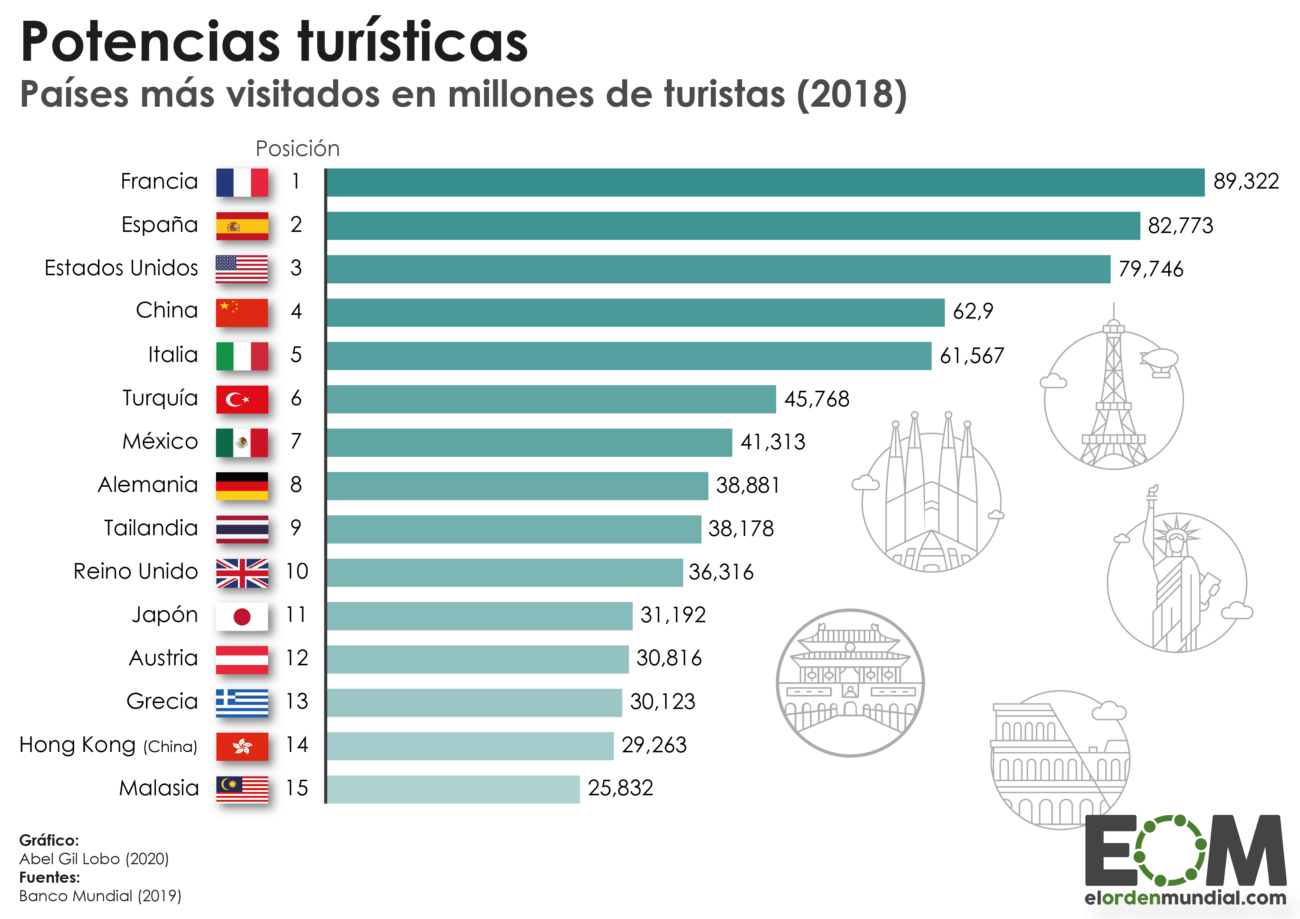 Potencias turísticas
Países más visitados en millones de turistas (2018)
Posición
Francia 1 89,322
España 2 82,773
Estados Unidos 3 79,746
China 4 62,9
Italia 5 61,567
Turquía 6 45,768
México 7 41,313
Alemania 8 38,881
Tailandia 9 38,178
Reino Unido 10 36,316
Japón 11 31,192
Austria 12 30,816
Grecia 13 30,123
Hong Kong (China) 14 29,263
Malasia 15 25,832
Gráfico:
Abel Gil Lobo (2020)
Fuentes:
Banco Mundial (2019)
EOM
elordenmundial.com